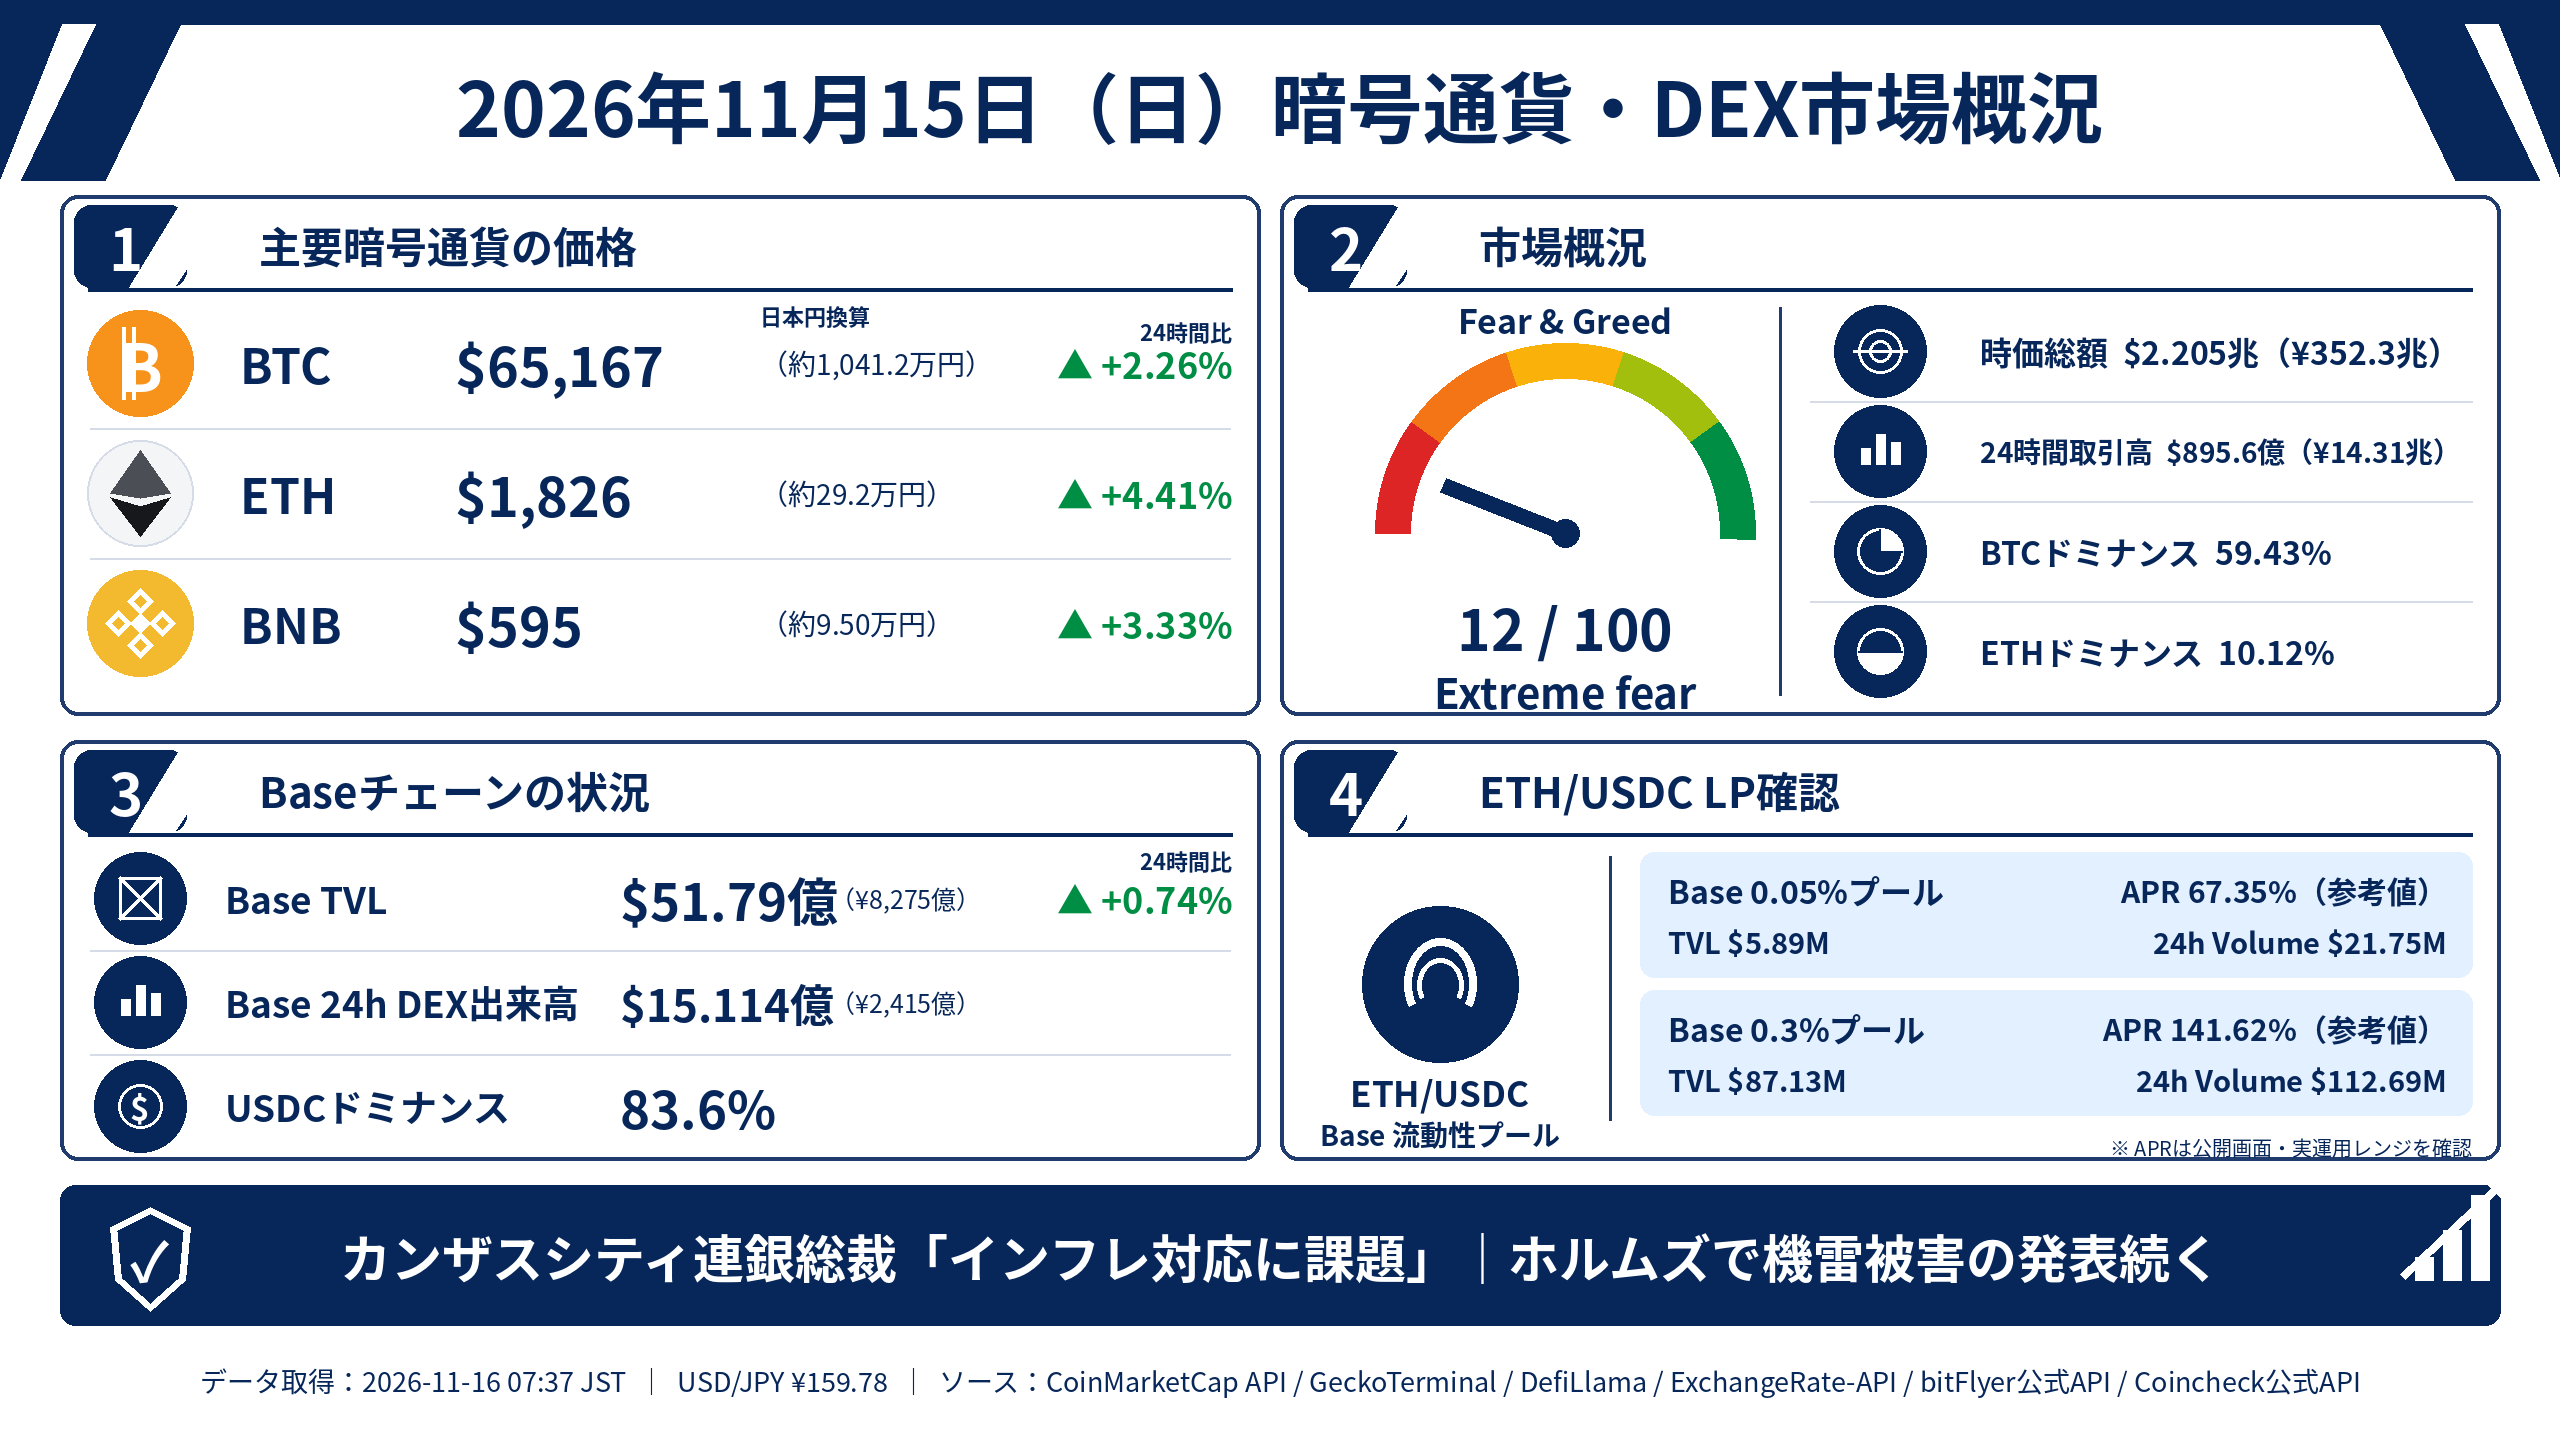 2026年11月15日（日）暗号通貨・DEX市場概況
1 主要暗号通貨の価格
日本円換算
24時間比
BTC $65,167 （約1,041.2万円） ▲ +2.26%
ETH $1,826 （約29.2万円） ▲ +4.41%
BNB $595 （約9.50万円） ▲ +3.33%
2 市場概況
Fear & Greed
12 / 100
Extreme fear
時価総額 $2.205兆（¥352.3兆）
24時間取引高 $895.6億（¥14.31兆）
BTCドミナンス 59.43%
ETHドミナンス 10.12%
3 Baseチェーンの状況
24時間比
Base TVL $51.79億（¥8,275億） ▲ +0.74%
Base 24h DEX出来高 $15.114億（¥2,415億）
$ USDCドミナンス 83.6%
4 ETH/USDC LP確認
ETH/USDC
Base 流動性プール
Base 0.05%プール APR 67.35%（参考値）
TVL $5.89M 24h Volume $21.75M
Base 0.3%プール APR 141.62%（参考値）
TVL $87.13M 24h Volume $112.69M
※ APRは公開画面・実運用レンジを確認
カンザスシティ連銀総裁「インフレ対応に課題」｜ホルムズで機雷被害の発表続く
データ取得：2026-11-16 07:37 JST ｜ USD/JPY ¥159.78 ｜ ソース：CoinMarketCap API / GeckoTerminal / DefiLlama / ExchangeRate-API / bitFlyer公式API / Coincheck公式API